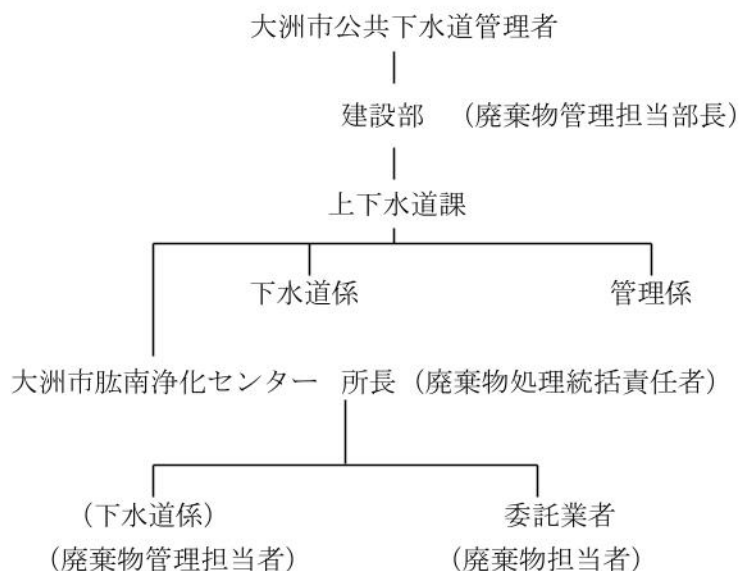 大洲市公共下水道管理者
建設部　（廃棄物管理担当部長）
上下水道課
下水道係　管理係
大洲市肱南浄化センター　所長（廃棄物処理統括責任者）
（下水道係）　委託業者
（廃棄物管理担当者）　（廃棄物担当者）